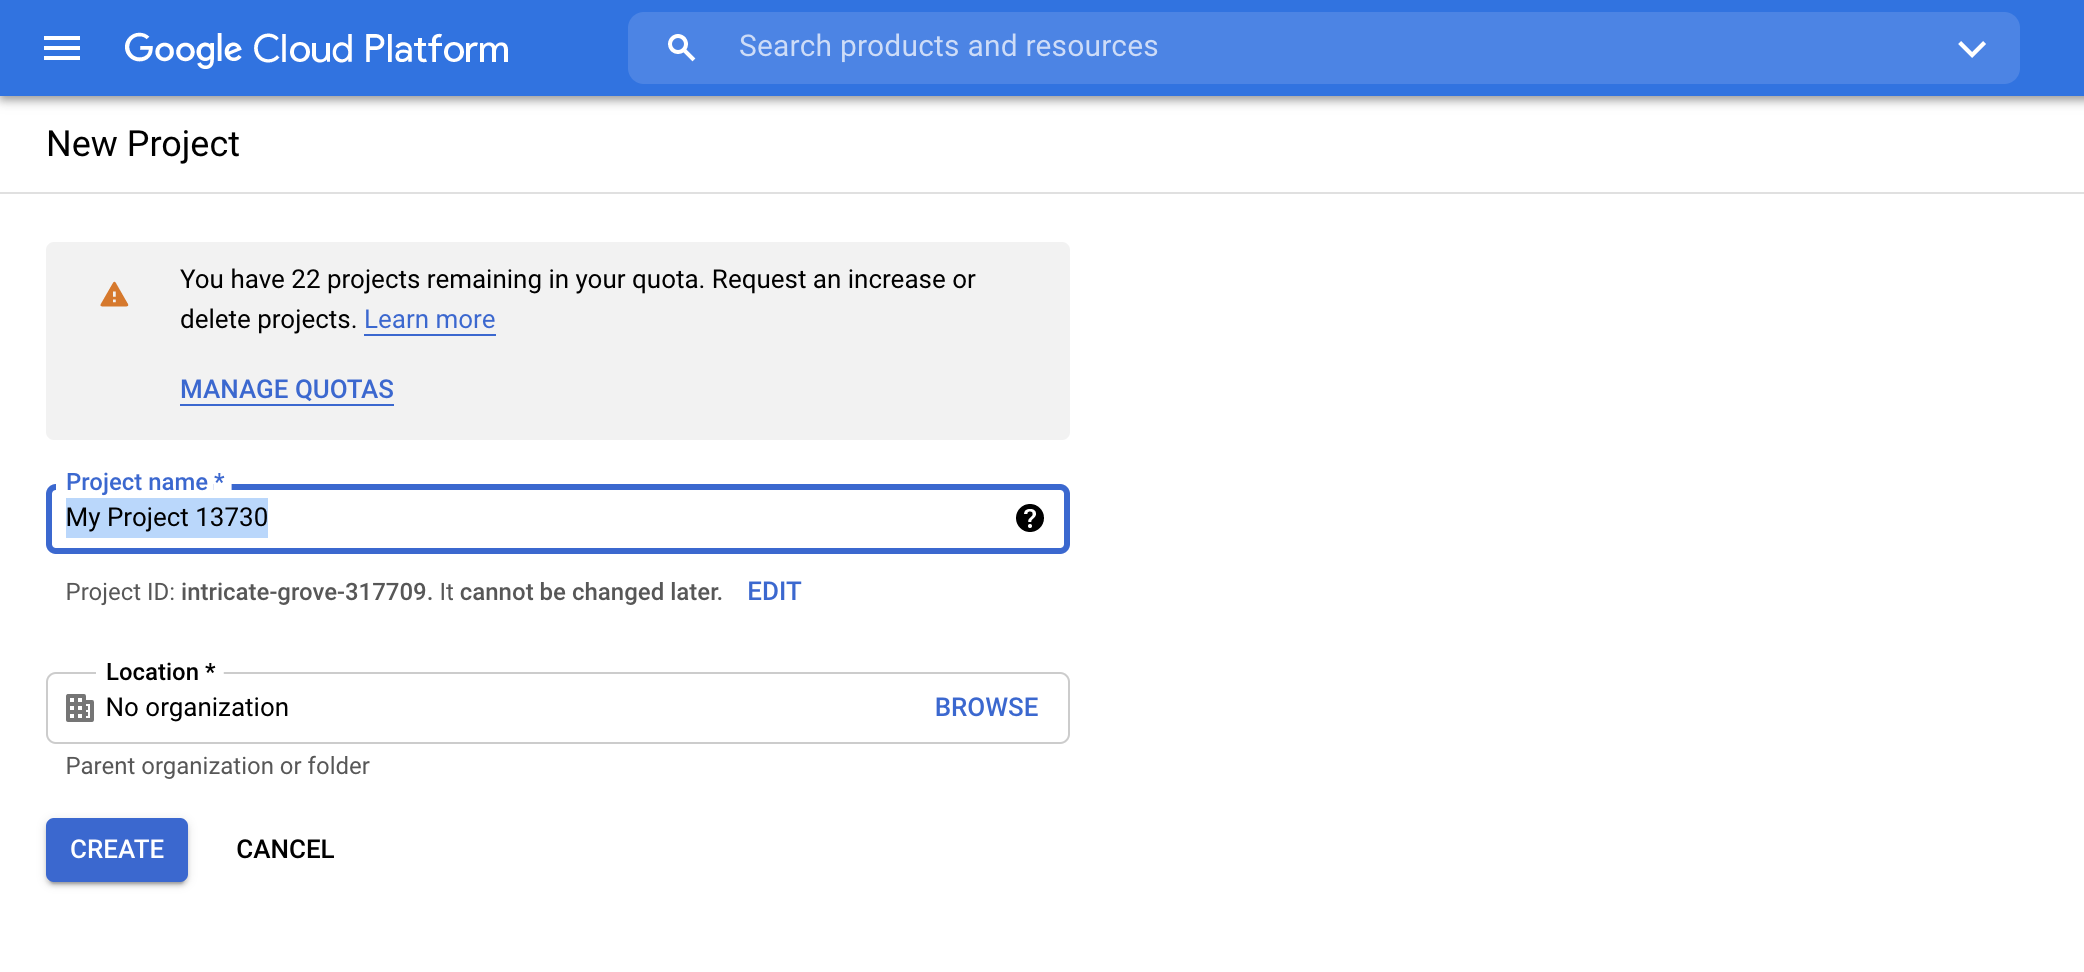 Google Cloud Platform
Search products and resources
New Project
You have 22 projects remaining in your quota. Request an increase or
delete projects. Learn more
MANAGE QUOTAS
Project name *
My Project 13730
Project ID: intricate-grove-317709. It cannot be changed later. EDIT
Location *
No organization BROWSE
Parent organization or folder
CREATE CANCEL